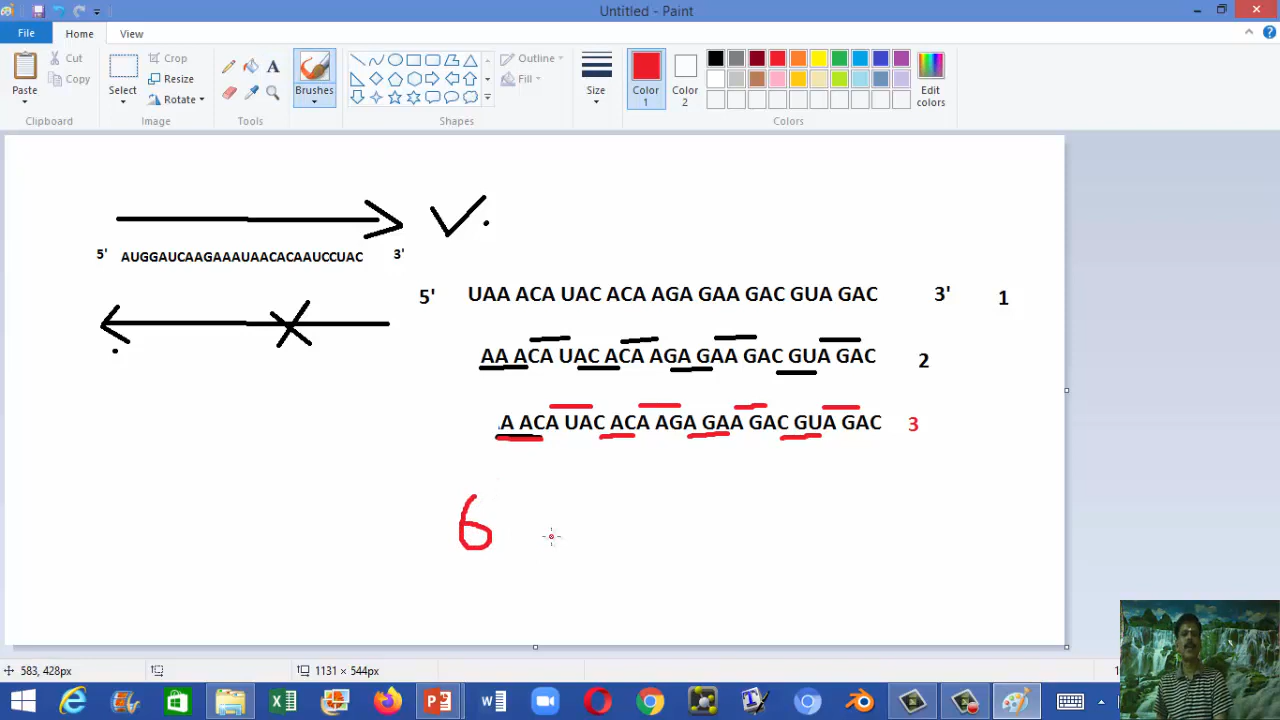 Untitled - Paint
File Home View
Paste
Cut
Copy
Clipboard
Select
Crop
Resize
Rotate
Image
A
Tools
Brushes
Outline
Fill
Shapes
Size
Color 1
Color 2
Edit colors
Colors
5' AUGGAUCAAGAAAUAACACAAUCCUAC 3'
5' UAA ACA UAC ACA AGA GAA GAC GUA GAC 3' 1
AA ACA UAC ACA AGA GAA GAC GUA GAC 2
A ACA UAC ACA AGA GAA GAC GUA GAC 3
6
583, 428px
1131 × 544px